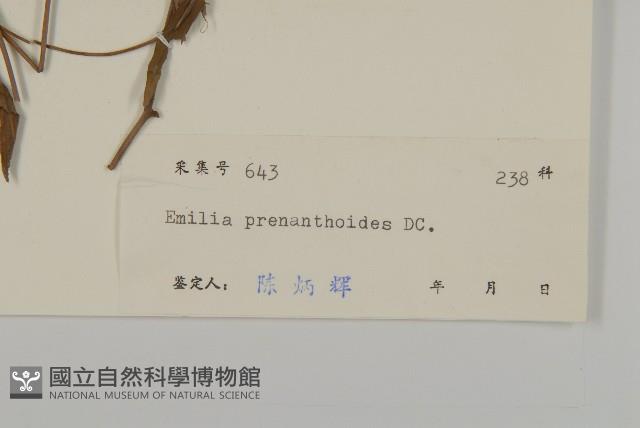 采集号 643 238 科
Emilia prenanthoides DC.
鉴定人： 陈炳辉 年 月 日
國立自然科學博物館
NATIONAL MUSEUM OF NATURAL SCIENCE